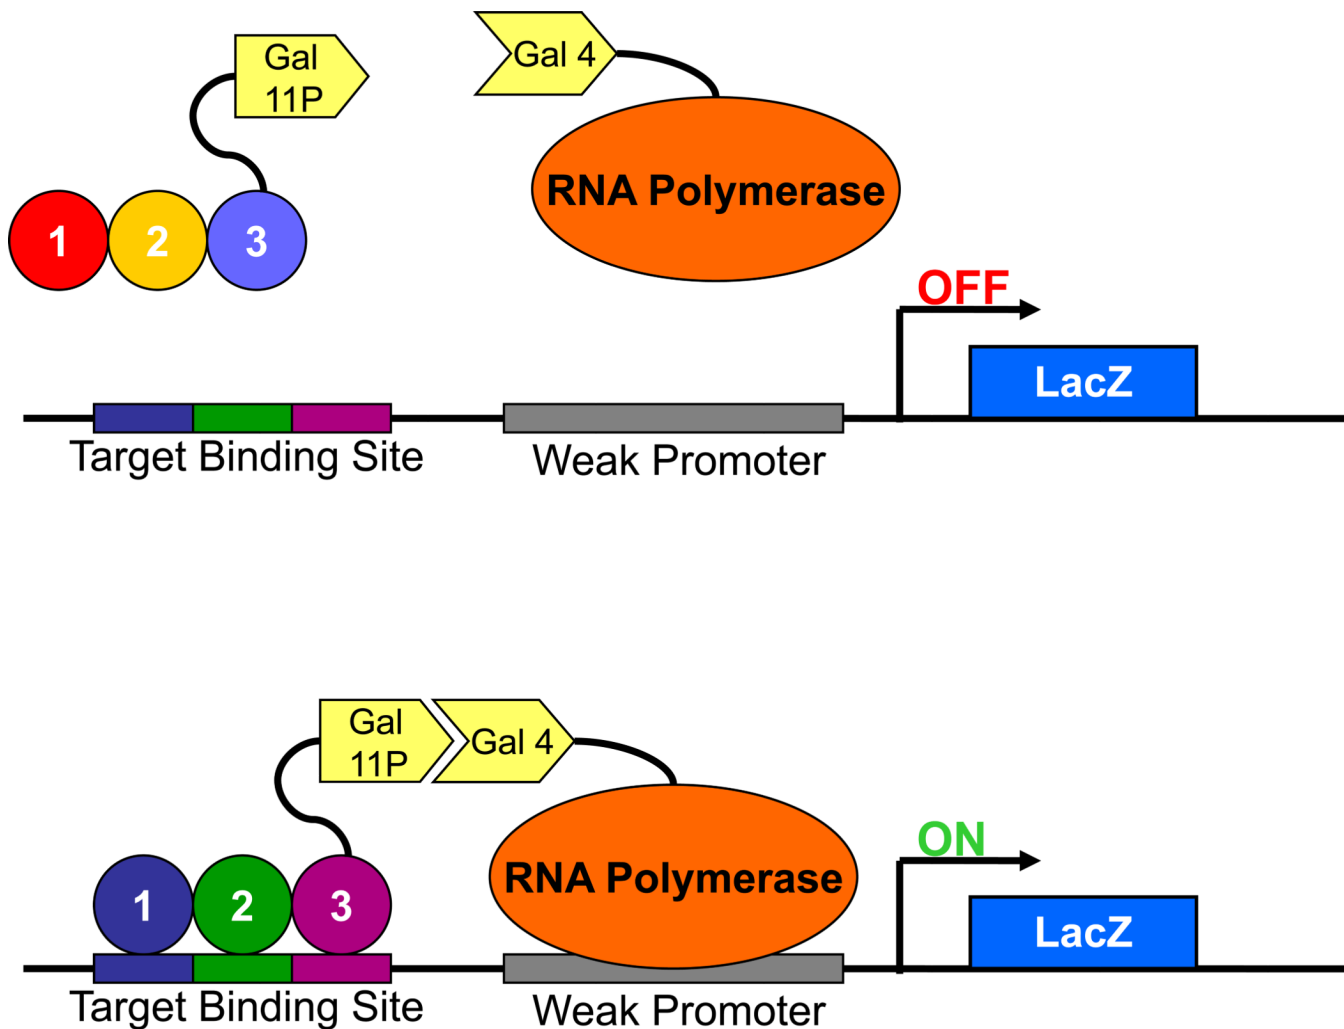 Gal
11P
Gal 4
RNA Polymerase
1 2 3
OFF
LacZ
Target Binding Site
Weak Promoter
Gal
11P
Gal 4
RNA Polymerase
ON
1 2 3
LacZ
Target Binding Site
Weak Promoter